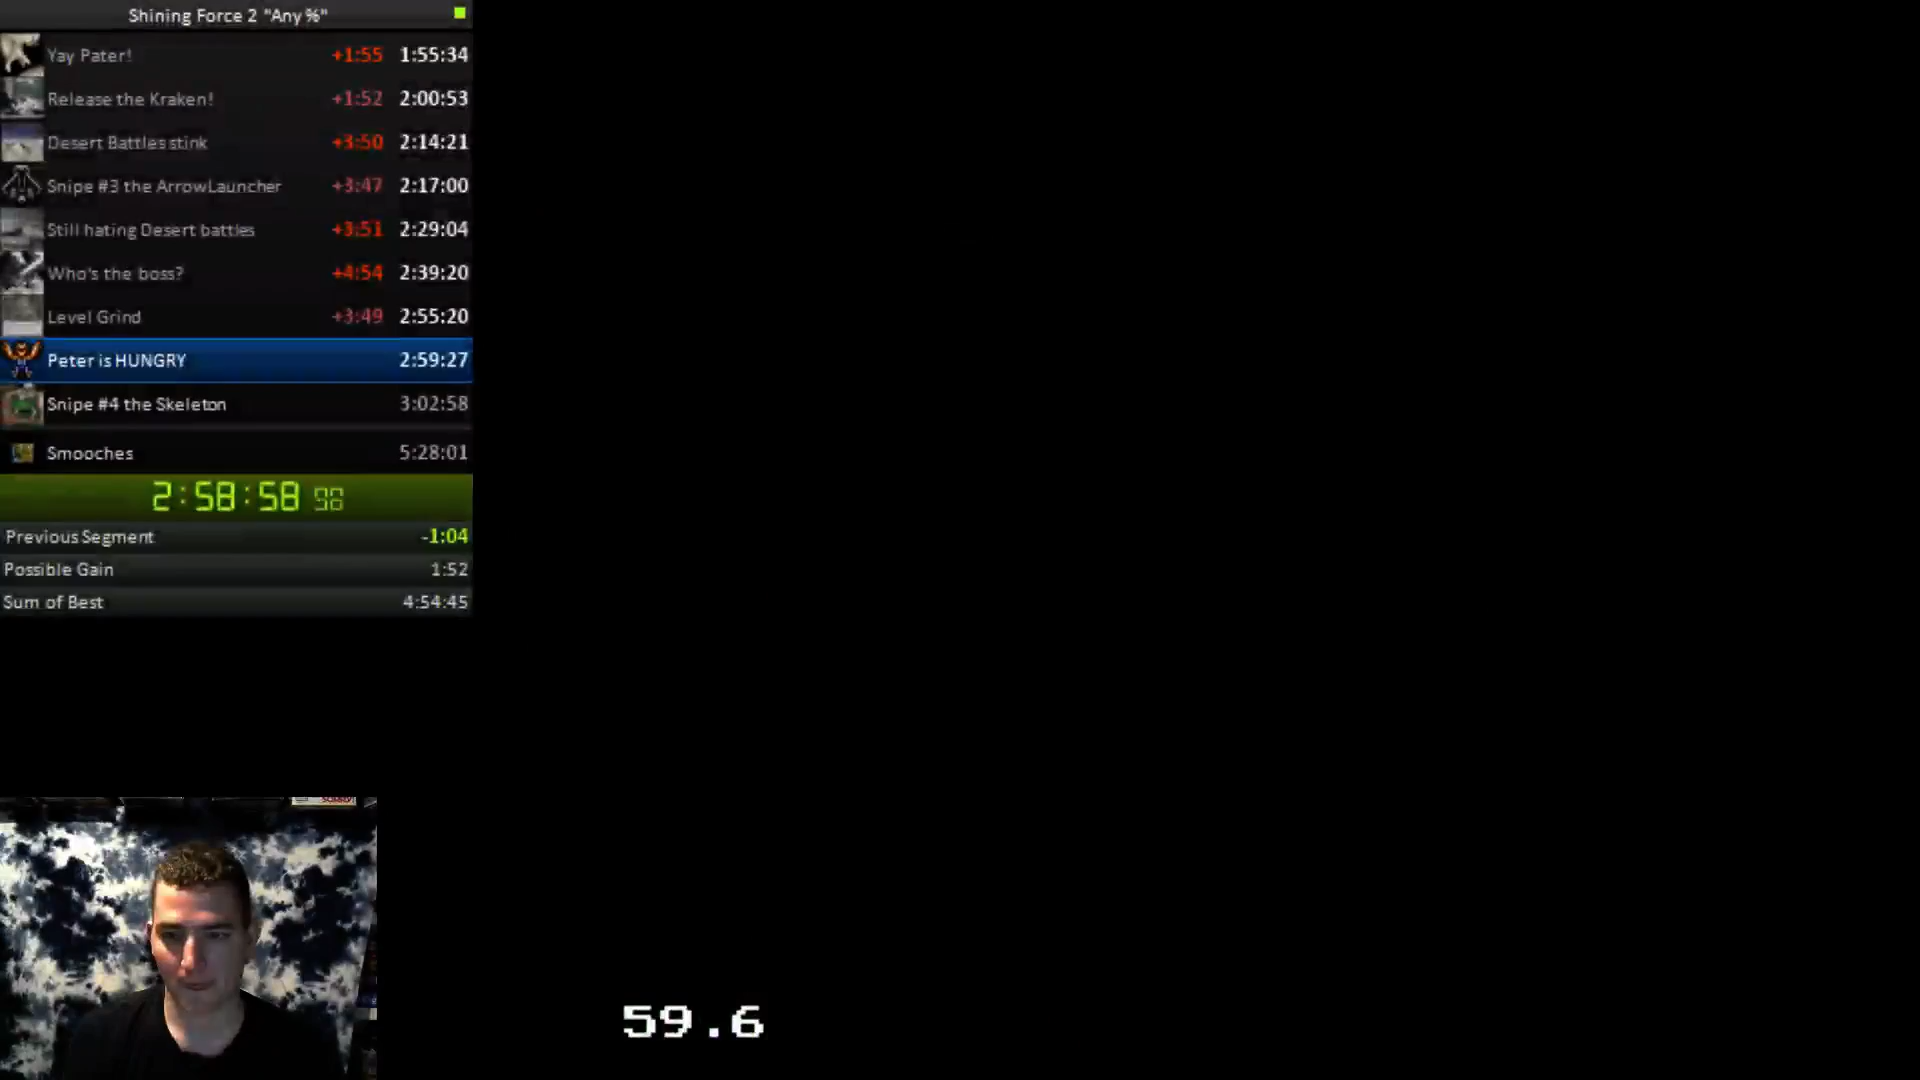 Shining Force 2 "Any%"
Yay Pater! +1:55 1:55:34
Release the Kraken! +1:52 2:00:53
Desert Battles stink +3:50 2:14:21
Snipe #3 the ArrowLauncher +3:47 2:17:00
Still hating Desert battles +3:51 2:29:04
Who's the boss? +4:54 2:39:20
Level Grind +3:49 2:55:20
Peter is HUNGRY 2:59:27
Snipe #4 the Skeleton 3:02:58
Smooches 5:28:01
2:58:58
Previous Segment -1:04
Possible Gain 1:52
Sum of Best 4:54:45
59.6